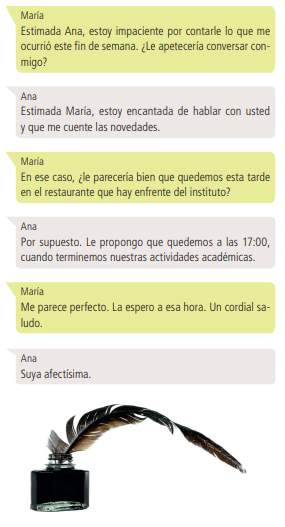 María
Estimada Ana, estoy impaciente por contarle lo que me
ocurrió este fin de semana. ¿Le apetecería conversar con-
migo?
Ana
Estimada María, estoy encantada de hablar con usted
y que me cuente las novedades.
María
En ese caso, ¿le parecería bien que quedemos esta tarde
en el restaurante que hay enfrente del instituto?
Ana
Por supuesto. Le propongo que quedemos a las 17:00,
cuando terminemos nuestras actividades académicas.
María
Me parece perfecto. La espero a esa hora. Un cordial sa-
ludo.
Ana
Suya afectísima.